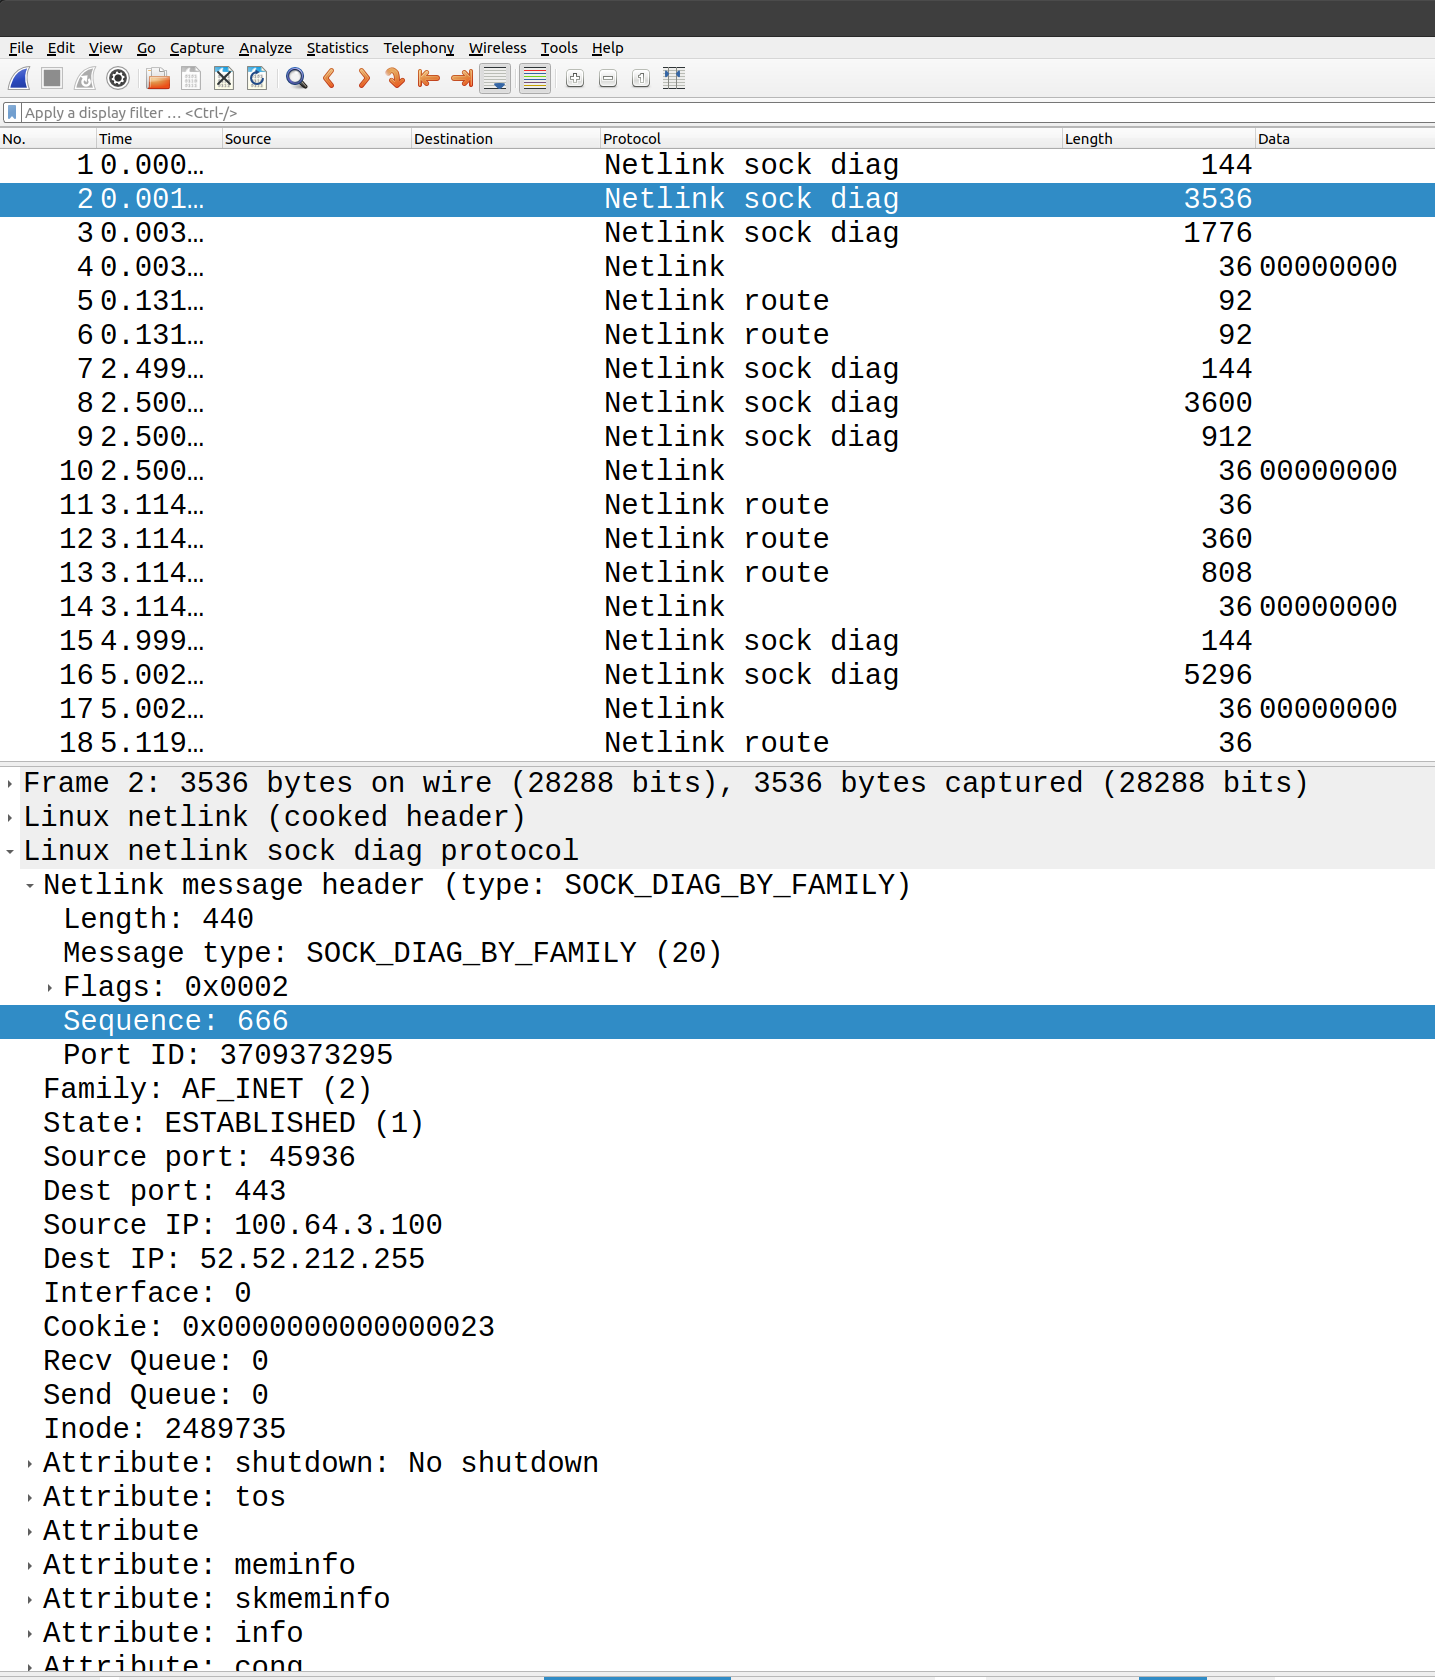 File Edit View Go Capture Analyze Statistics Telephony Wireless Tools Help
Apply a display filter … <Ctrl-/>
No. Time Source Destination Protocol Length Data
1 0.000… Netlink sock diag 144
2 0.001… Netlink sock diag 3536
3 0.003… Netlink sock diag 1776
4 0.003… Netlink 36 00000000
5 0.131… Netlink route 92
6 0.131… Netlink route 92
7 2.499… Netlink sock diag 144
8 2.500… Netlink sock diag 3600
9 2.500… Netlink sock diag 912
10 2.500… Netlink 36 00000000
11 3.114… Netlink route 36
12 3.114… Netlink route 360
13 3.114… Netlink route 808
14 3.114… Netlink 36 00000000
15 4.999… Netlink sock diag 144
16 5.002… Netlink sock diag 5296
17 5.002… Netlink 36 00000000
18 5.119… Netlink route 36
Frame 2: 3536 bytes on wire (28288 bits), 3536 bytes captured (28288 bits)
Linux netlink (cooked header)
Linux netlink sock diag protocol
Netlink message header (type: SOCK_DIAG_BY_FAMILY)
Length: 440
Message type: SOCK_DIAG_BY_FAMILY (20)
Flags: 0x0002
Sequence: 666
Port ID: 3709373295
Family: AF_INET (2)
State: ESTABLISHED (1)
Source port: 45936
Dest port: 443
Source IP: 100.64.3.100
Dest IP: 52.52.212.255
Interface: 0
Cookie: 0x0000000000000023
Recv Queue: 0
Send Queue: 0
Inode: 2489735
Attribute: shutdown: No shutdown
Attribute: tos
Attribute
Attribute: meminfo
Attribute: skmeminfo
Attribute: info
Attribute: cong